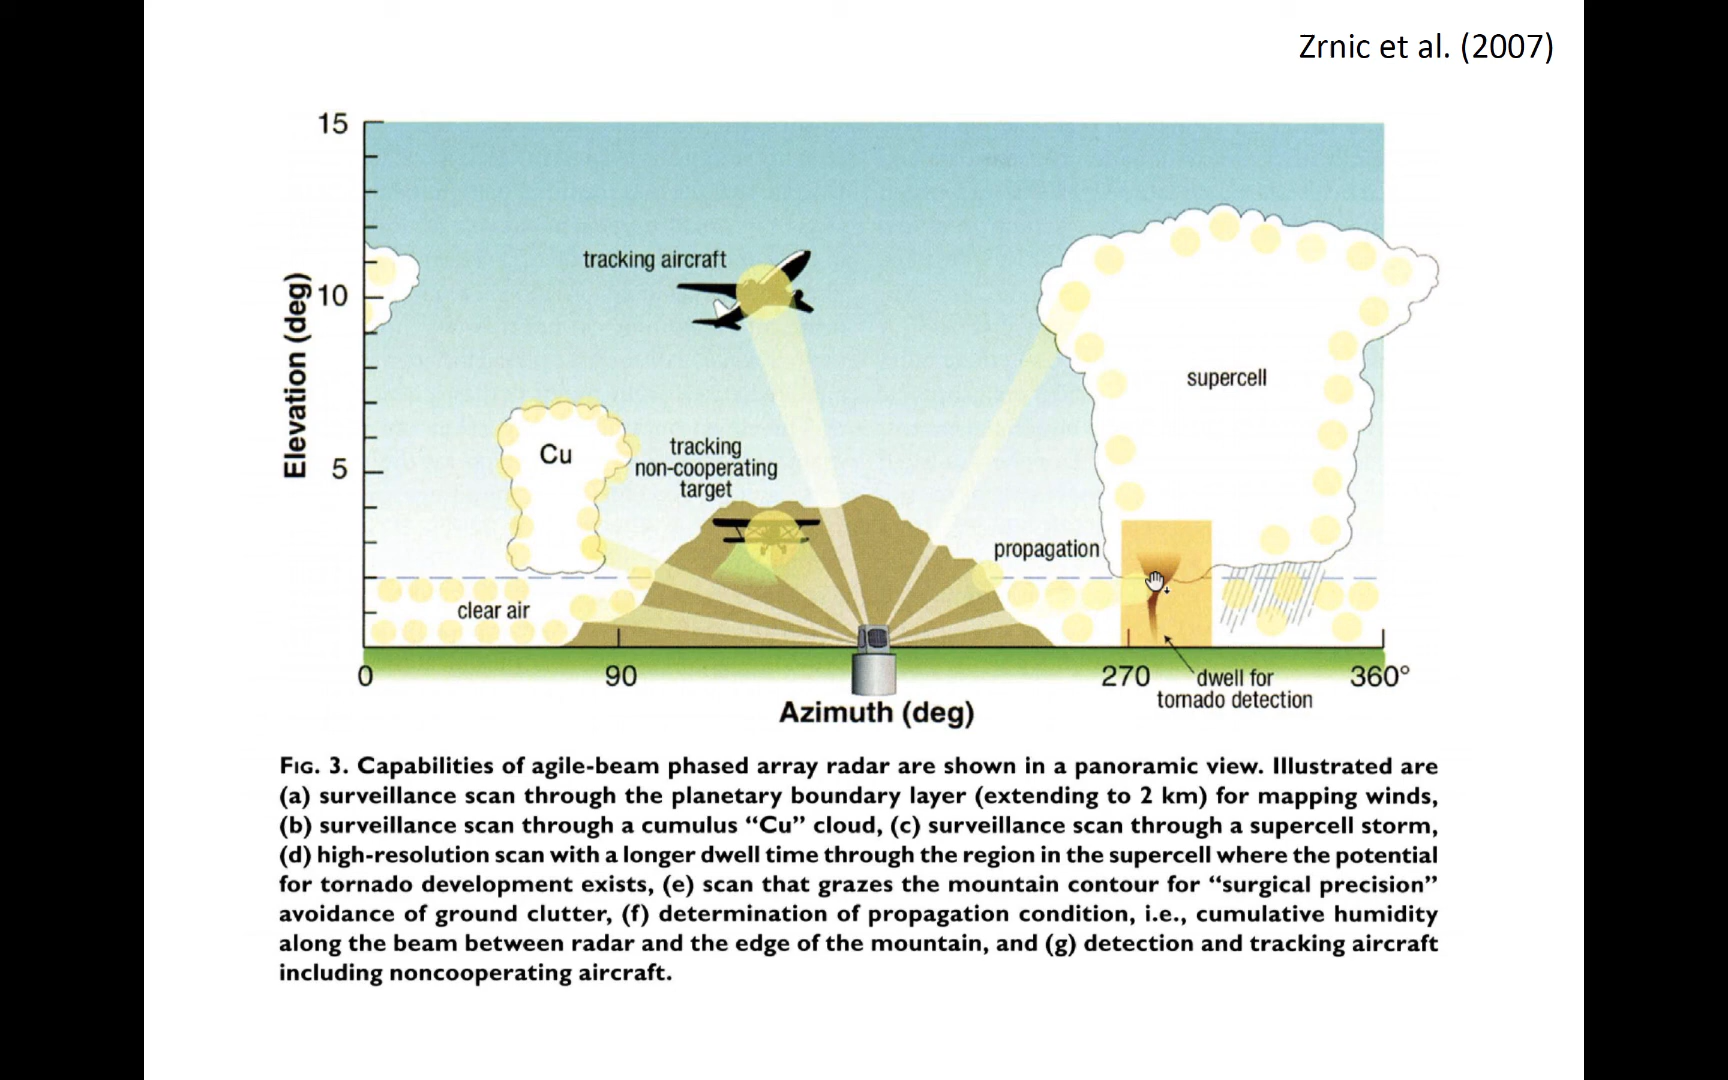 Zrnic et al. (2007)
15
10
5
Elevation (deg)
tracking aircraft
Cu
tracking
non-cooperating
target
supercell
propagation
clear air
0
90
270
360°
dwell for
tornado detection
Azimuth (deg)
FIG. 3. Capabilities of agile-beam phased array radar are shown in a panoramic view. Illustrated are
(a) surveillance scan through the planetary boundary layer (extending to 2 km) for mapping winds,
(b) surveillance scan through a cumulus “Cu” cloud, (c) surveillance scan through a supercell storm,
(d) high-resolution scan with a longer dwell time through the region in the supercell where the potential
for tornado development exists, (e) scan that grazes the mountain contour for “surgical precision”
avoidance of ground clutter, (f) determination of propagation condition, i.e., cumulative humidity
along the beam between radar and the edge of the mountain, and (g) detection and tracking aircraft
including noncooperating aircraft.